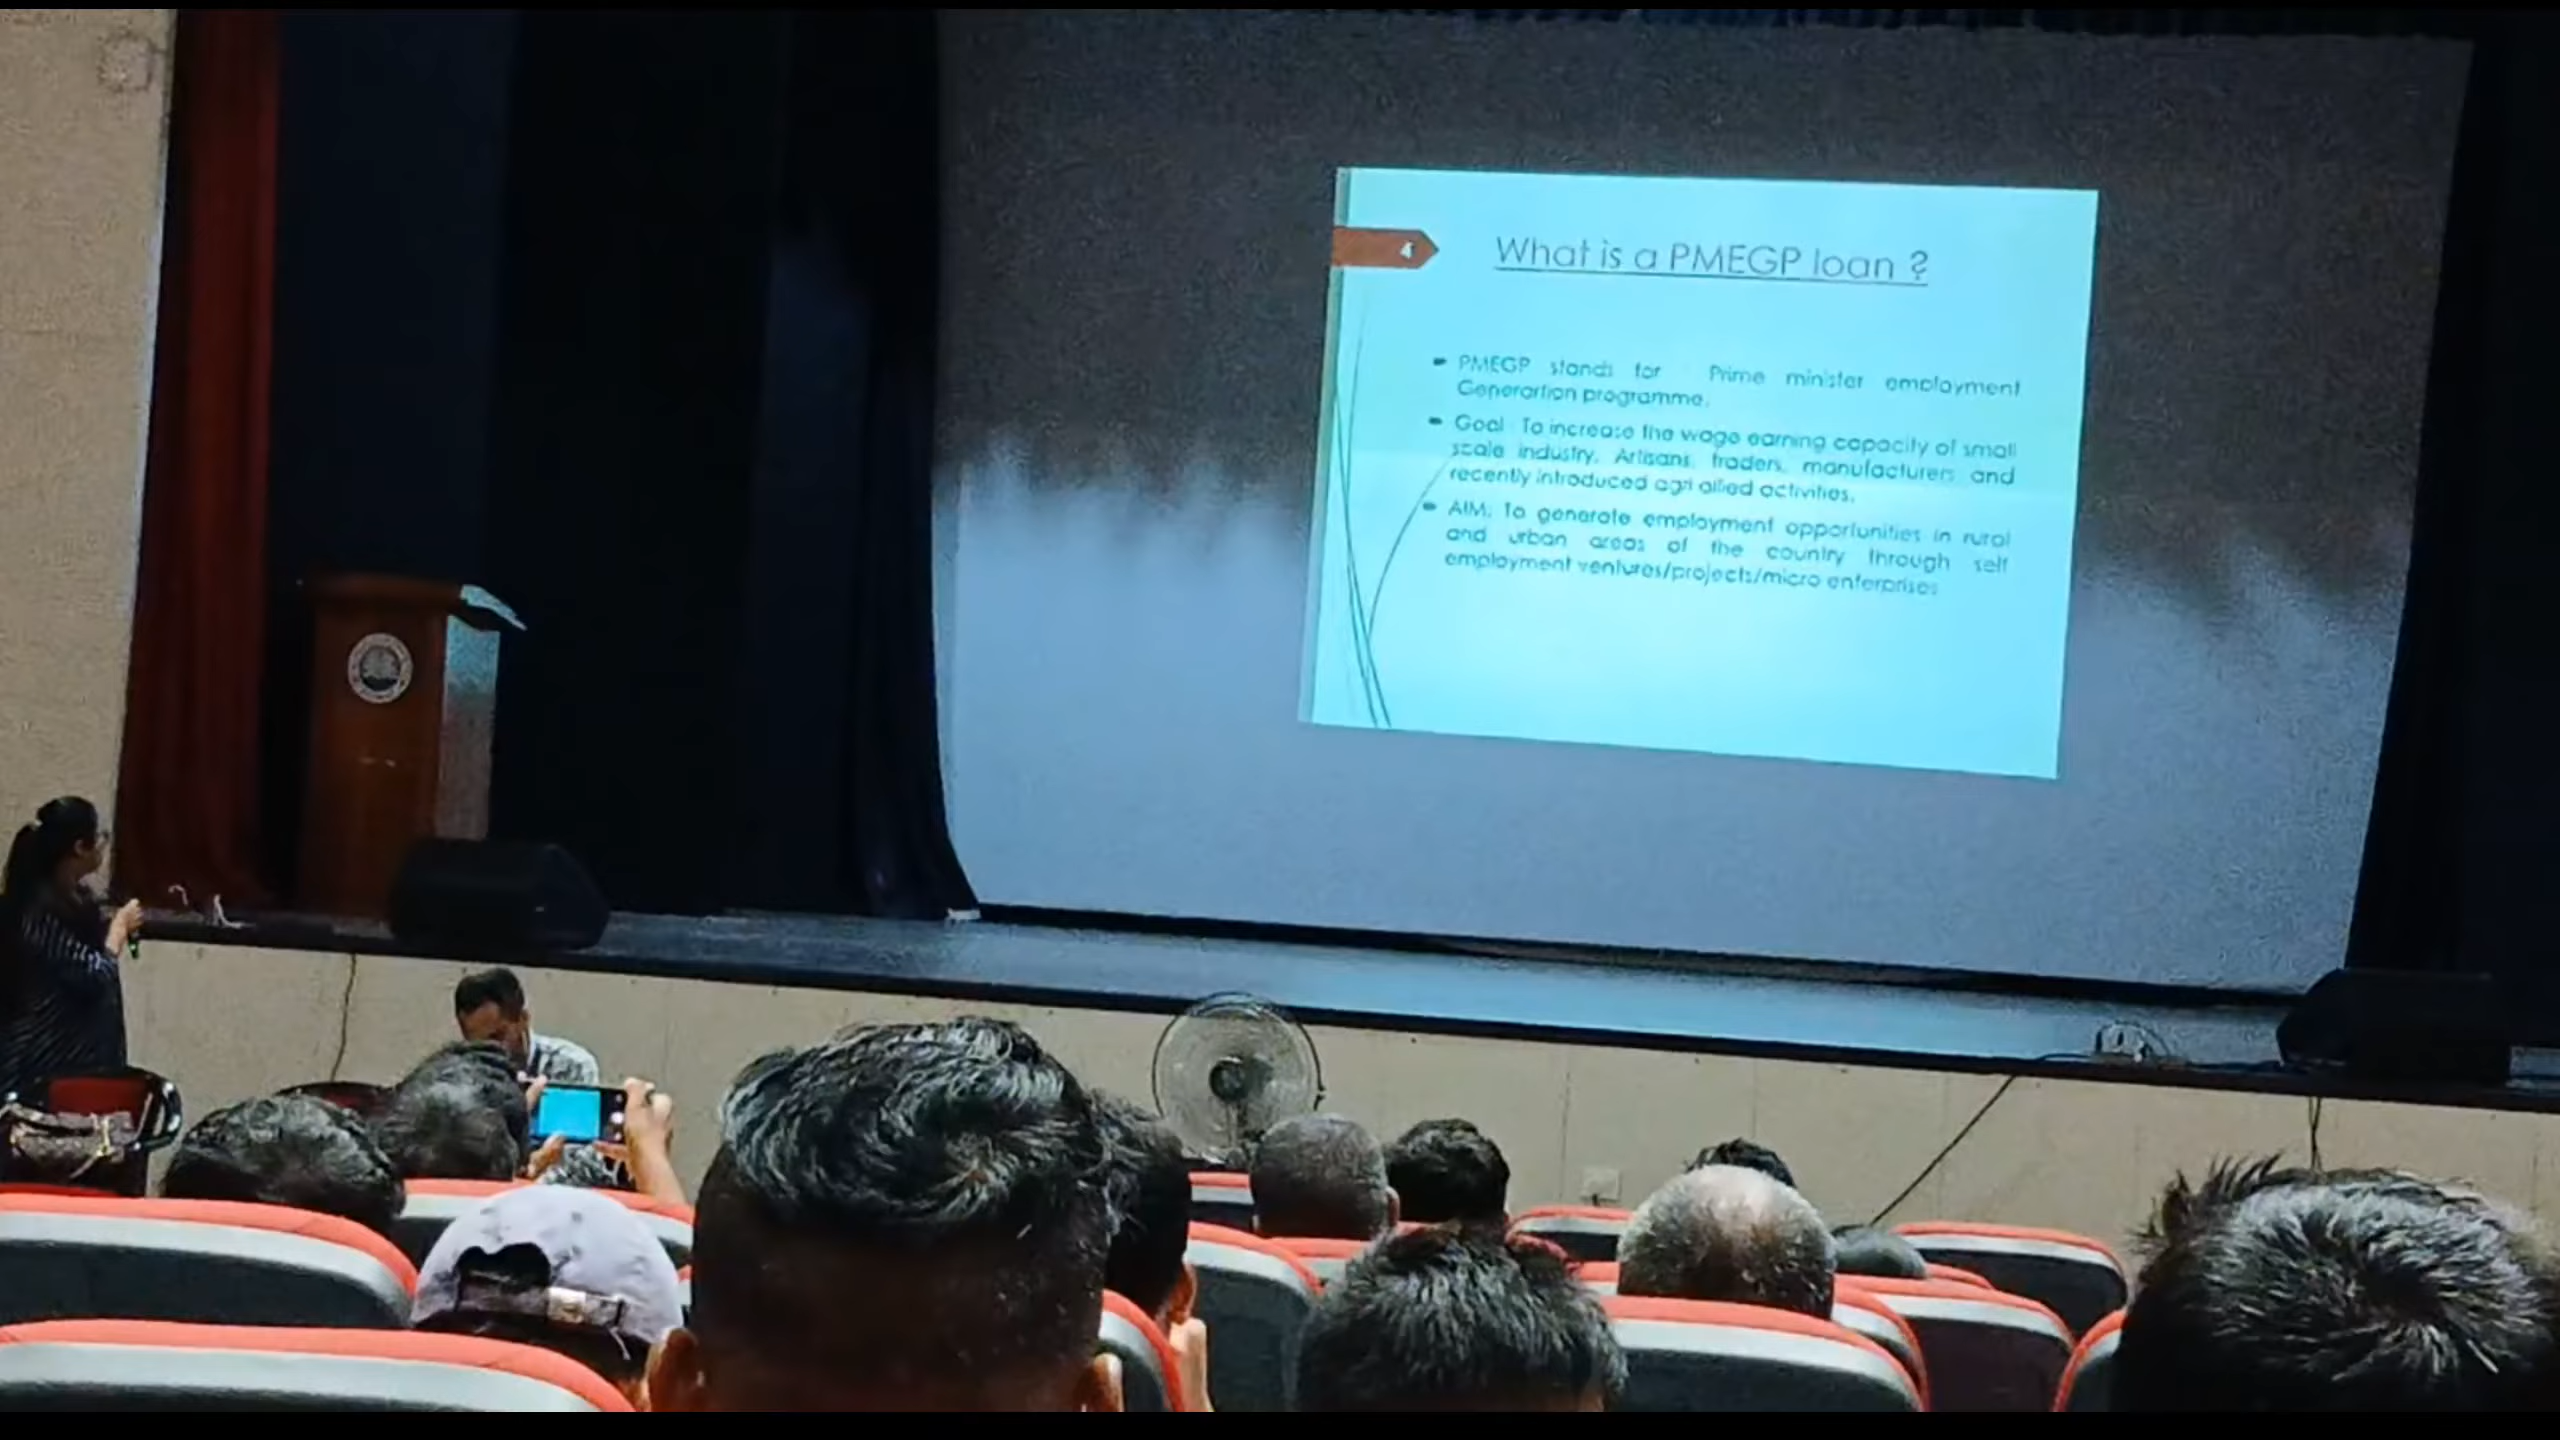 4
What is a PMEGP loan ?
PMEGP stands for Prime minister employment
Generartion programme.
Goal : To increase the wage earning capacity of small
scale industry, Artisans, traders, manufacturers and
recently introduced agri allied activities.
AIM: To generate employment opportunities in rural
and urban areas of the country through self
employment ventures/projects/micro enterprises